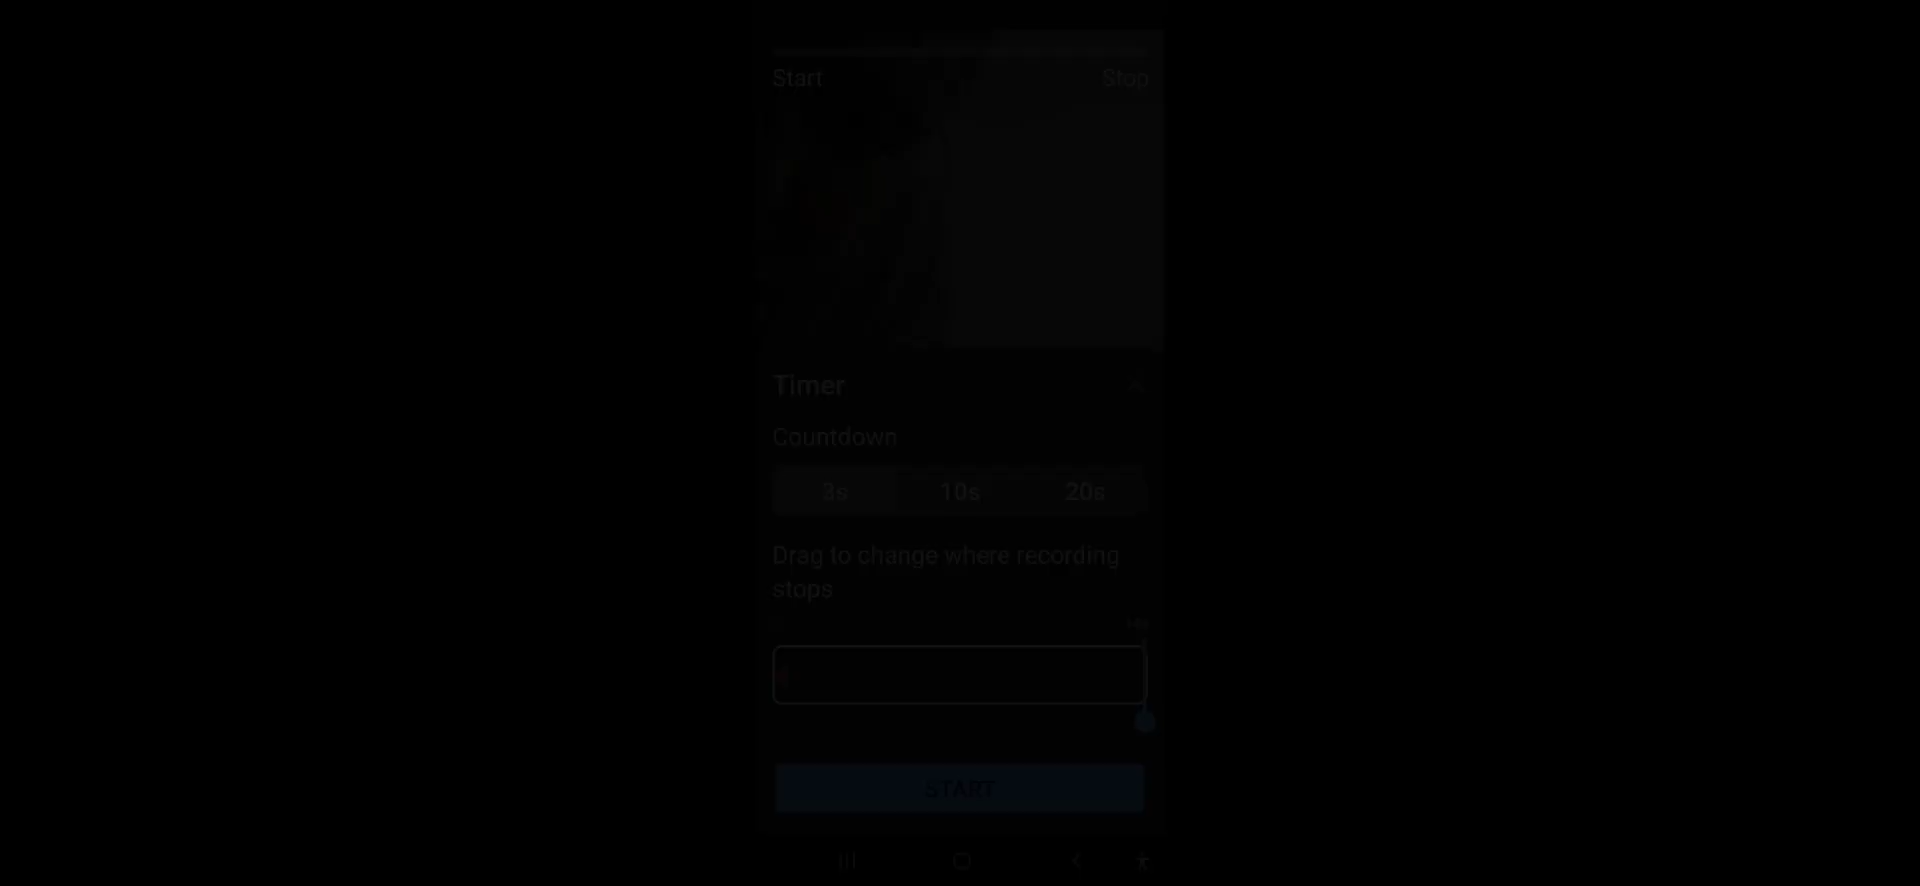 Start
Stop
Timer
Countdown
3s
10s
20s
Drag to change where recording
stops
START